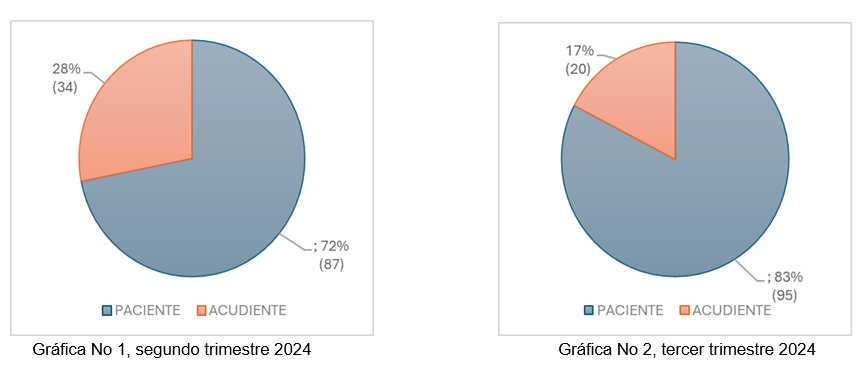 28%
(34)
; 72%
(87)
PACIENTE ACUDIENTE
Gráfica No 1, segundo trimestre 2024
17%
(20)
; 83%
(95)
PACIENTE ACUDIENTE
Gráfica No 2, tercer trimestre 2024